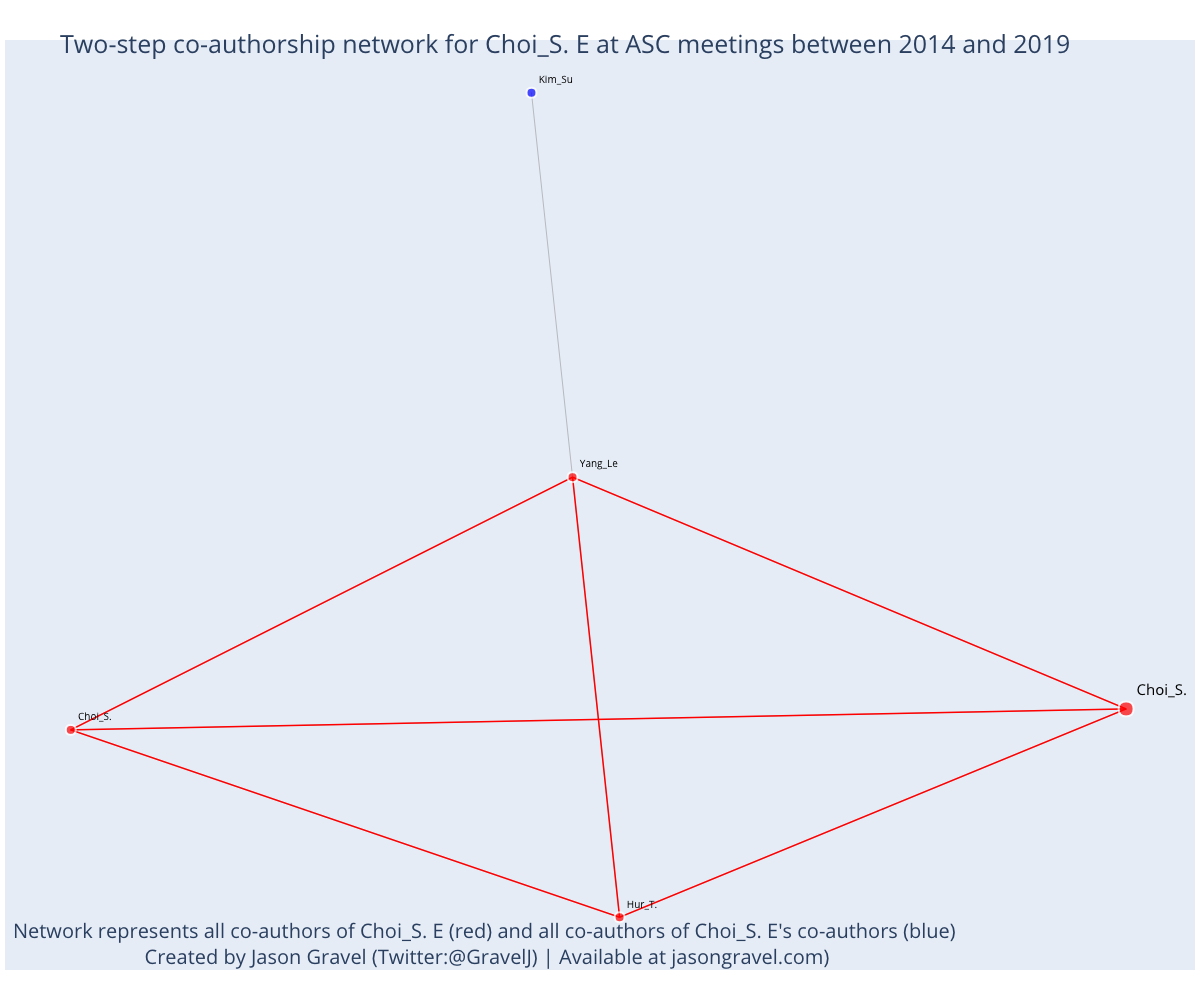 Two-step co-authorship network for Choi_S. E at ASC meetings between 2014 and 2019
Kim_Su
Yang_Le
Choi_S.
Choi_S.
Hur_T.
Network represents all co-authors of Choi_S. E (red) and all co-authors of Choi_S. E's co-authors (blue)
Created by Jason Gravel (Twitter:@GravelJ) | Available at jasongravel.com)